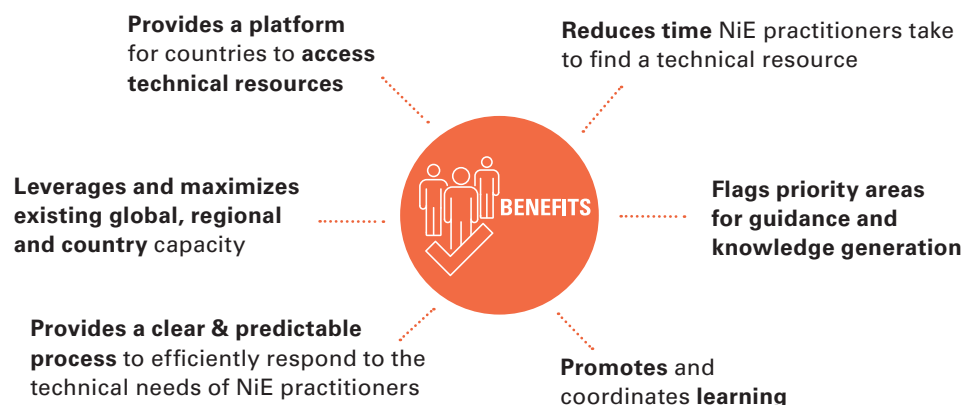 Provides a platform
for countries to access
technical resources
Reduces time NiE practitioners take
to find a technical resource
Leverages and maximizes
existing global, regional
and country capacity
BENEFITS
Flags priority areas
for guidance and
knowledge generation
Provides a clear & predictable
process to efficiently respond to the
technical needs of NiE practitioners
Promotes and
coordinates learning